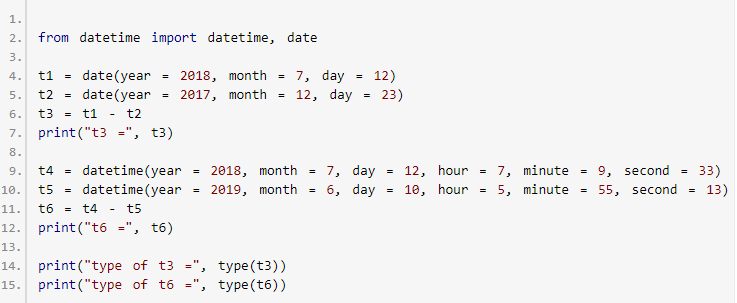 1.
2. from datetime import datetime, date
3.
4. t1 = date(year = 2018, month = 7, day = 12)
5. t2 = date(year = 2017, month = 12, day = 23)
6. t3 = t1 - t2
7. print("t3 =", t3)
8.
9. t4 = datetime(year = 2018, month = 7, day = 12, hour = 7, minute = 9, second = 33)
10. t5 = datetime(year = 2019, month = 6, day = 10, hour = 5, minute = 55, second = 13)
11. t6 = t4 - t5
12. print("t6 =", t6)
13.
14. print("type of t3 =", type(t3))
15. print("type of t6 =", type(t6))